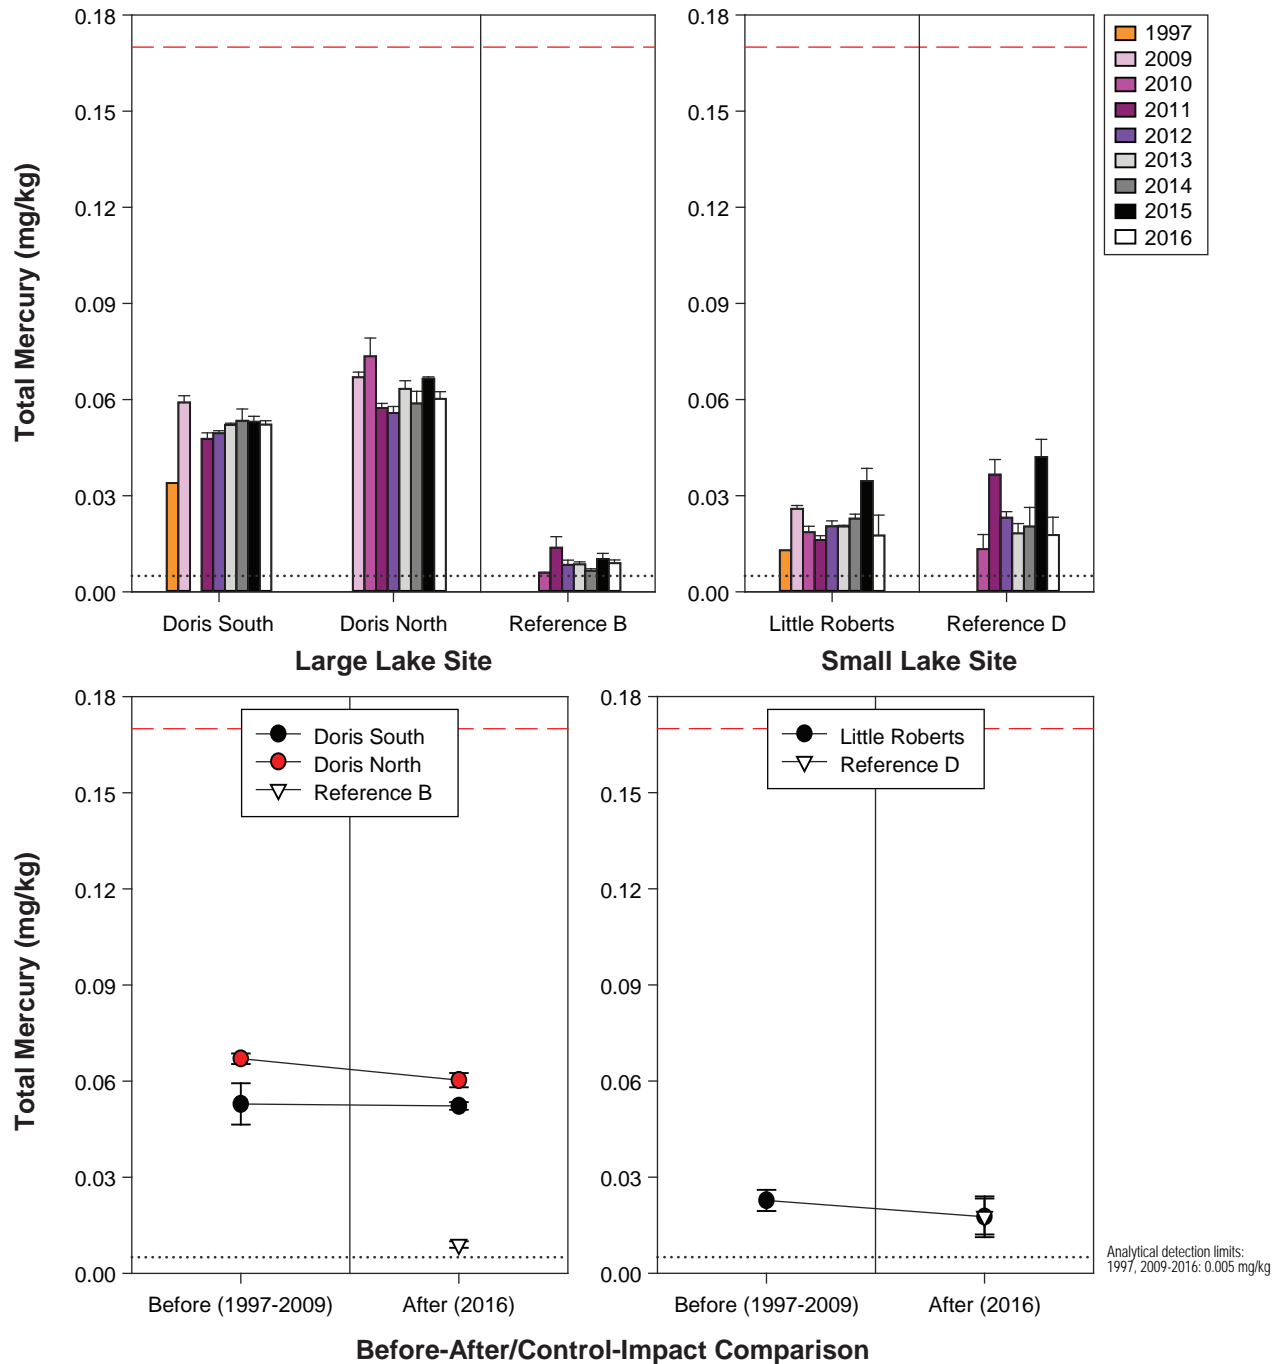 0.18
0.15
0.12
0.09
0.06
0.03
0.00
Total Mercury (mg/kg)
Doris South
Doris North
Reference B
Large Lake Site
0.18
0.15
0.12
0.09
0.06
0.03
0.00
Little Roberts
Reference D
Small Lake Site
1997
2009
2010
2011
2012
2013
2014
2015
2016
0.18
0.15
0.12
0.09
0.06
0.03
0.00
Total Mercury (mg/kg)
Doris South
Doris North
Reference B
Before (1997-2009)
After (2016)
0.18
0.15
0.12
0.09
0.06
0.03
0.00
Little Roberts
Reference D
Before (1997-2009)
After (2016)
Analytical detection limits:
1997, 2009-2016: 0.005 mg/kg
Before-After/Control-Impact Comparison